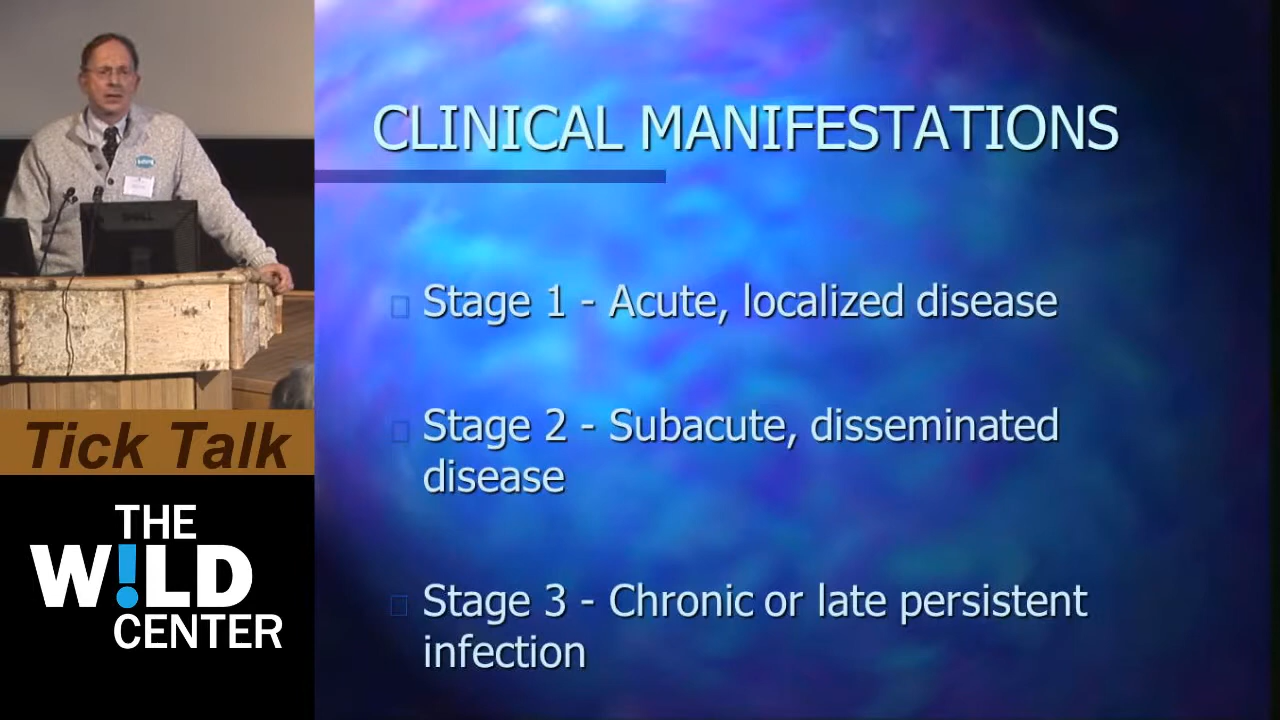 CLINICAL MANIFESTATIONS
Stage 1 - Acute, localized disease
Stage 2 - Subacute, disseminated
disease
Stage 3 - Chronic or late persistent
infection
DELL
Tick Talk
THE
W!LD
CENTER